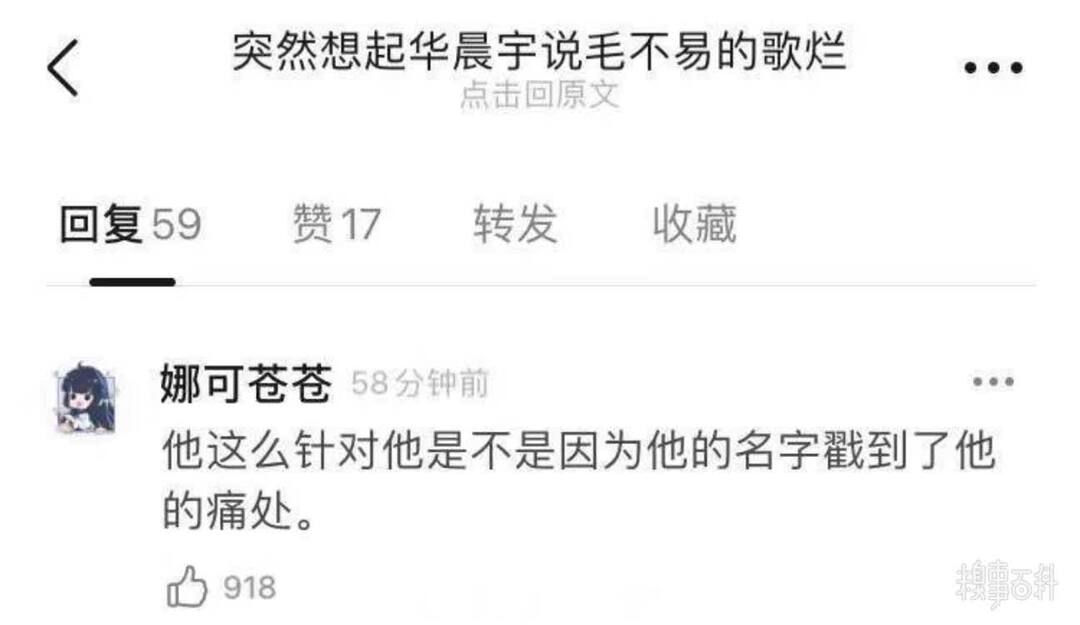 突然想起华晨宇说毛不易的歌烂
点击回原文
回复 59 赞 17 转发 收藏
娜可苍苍 58分钟前
他这么针对他是不是因为他的名字戳到了他
的痛处。
918
糗事百科